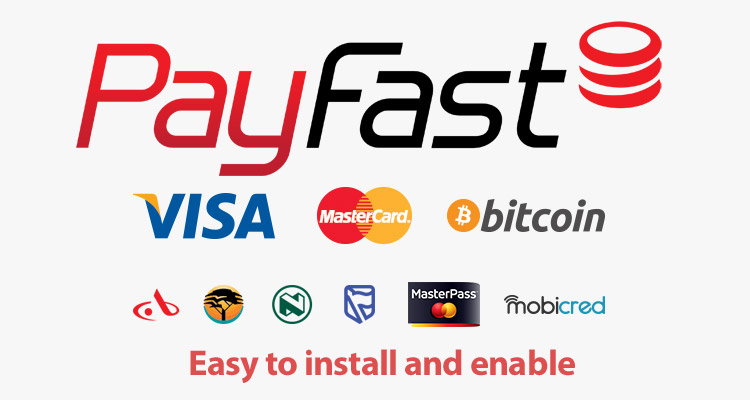 PayFast
VISA MasterCard. bitcoin
MasterPass mobicred
Easy to install and enable